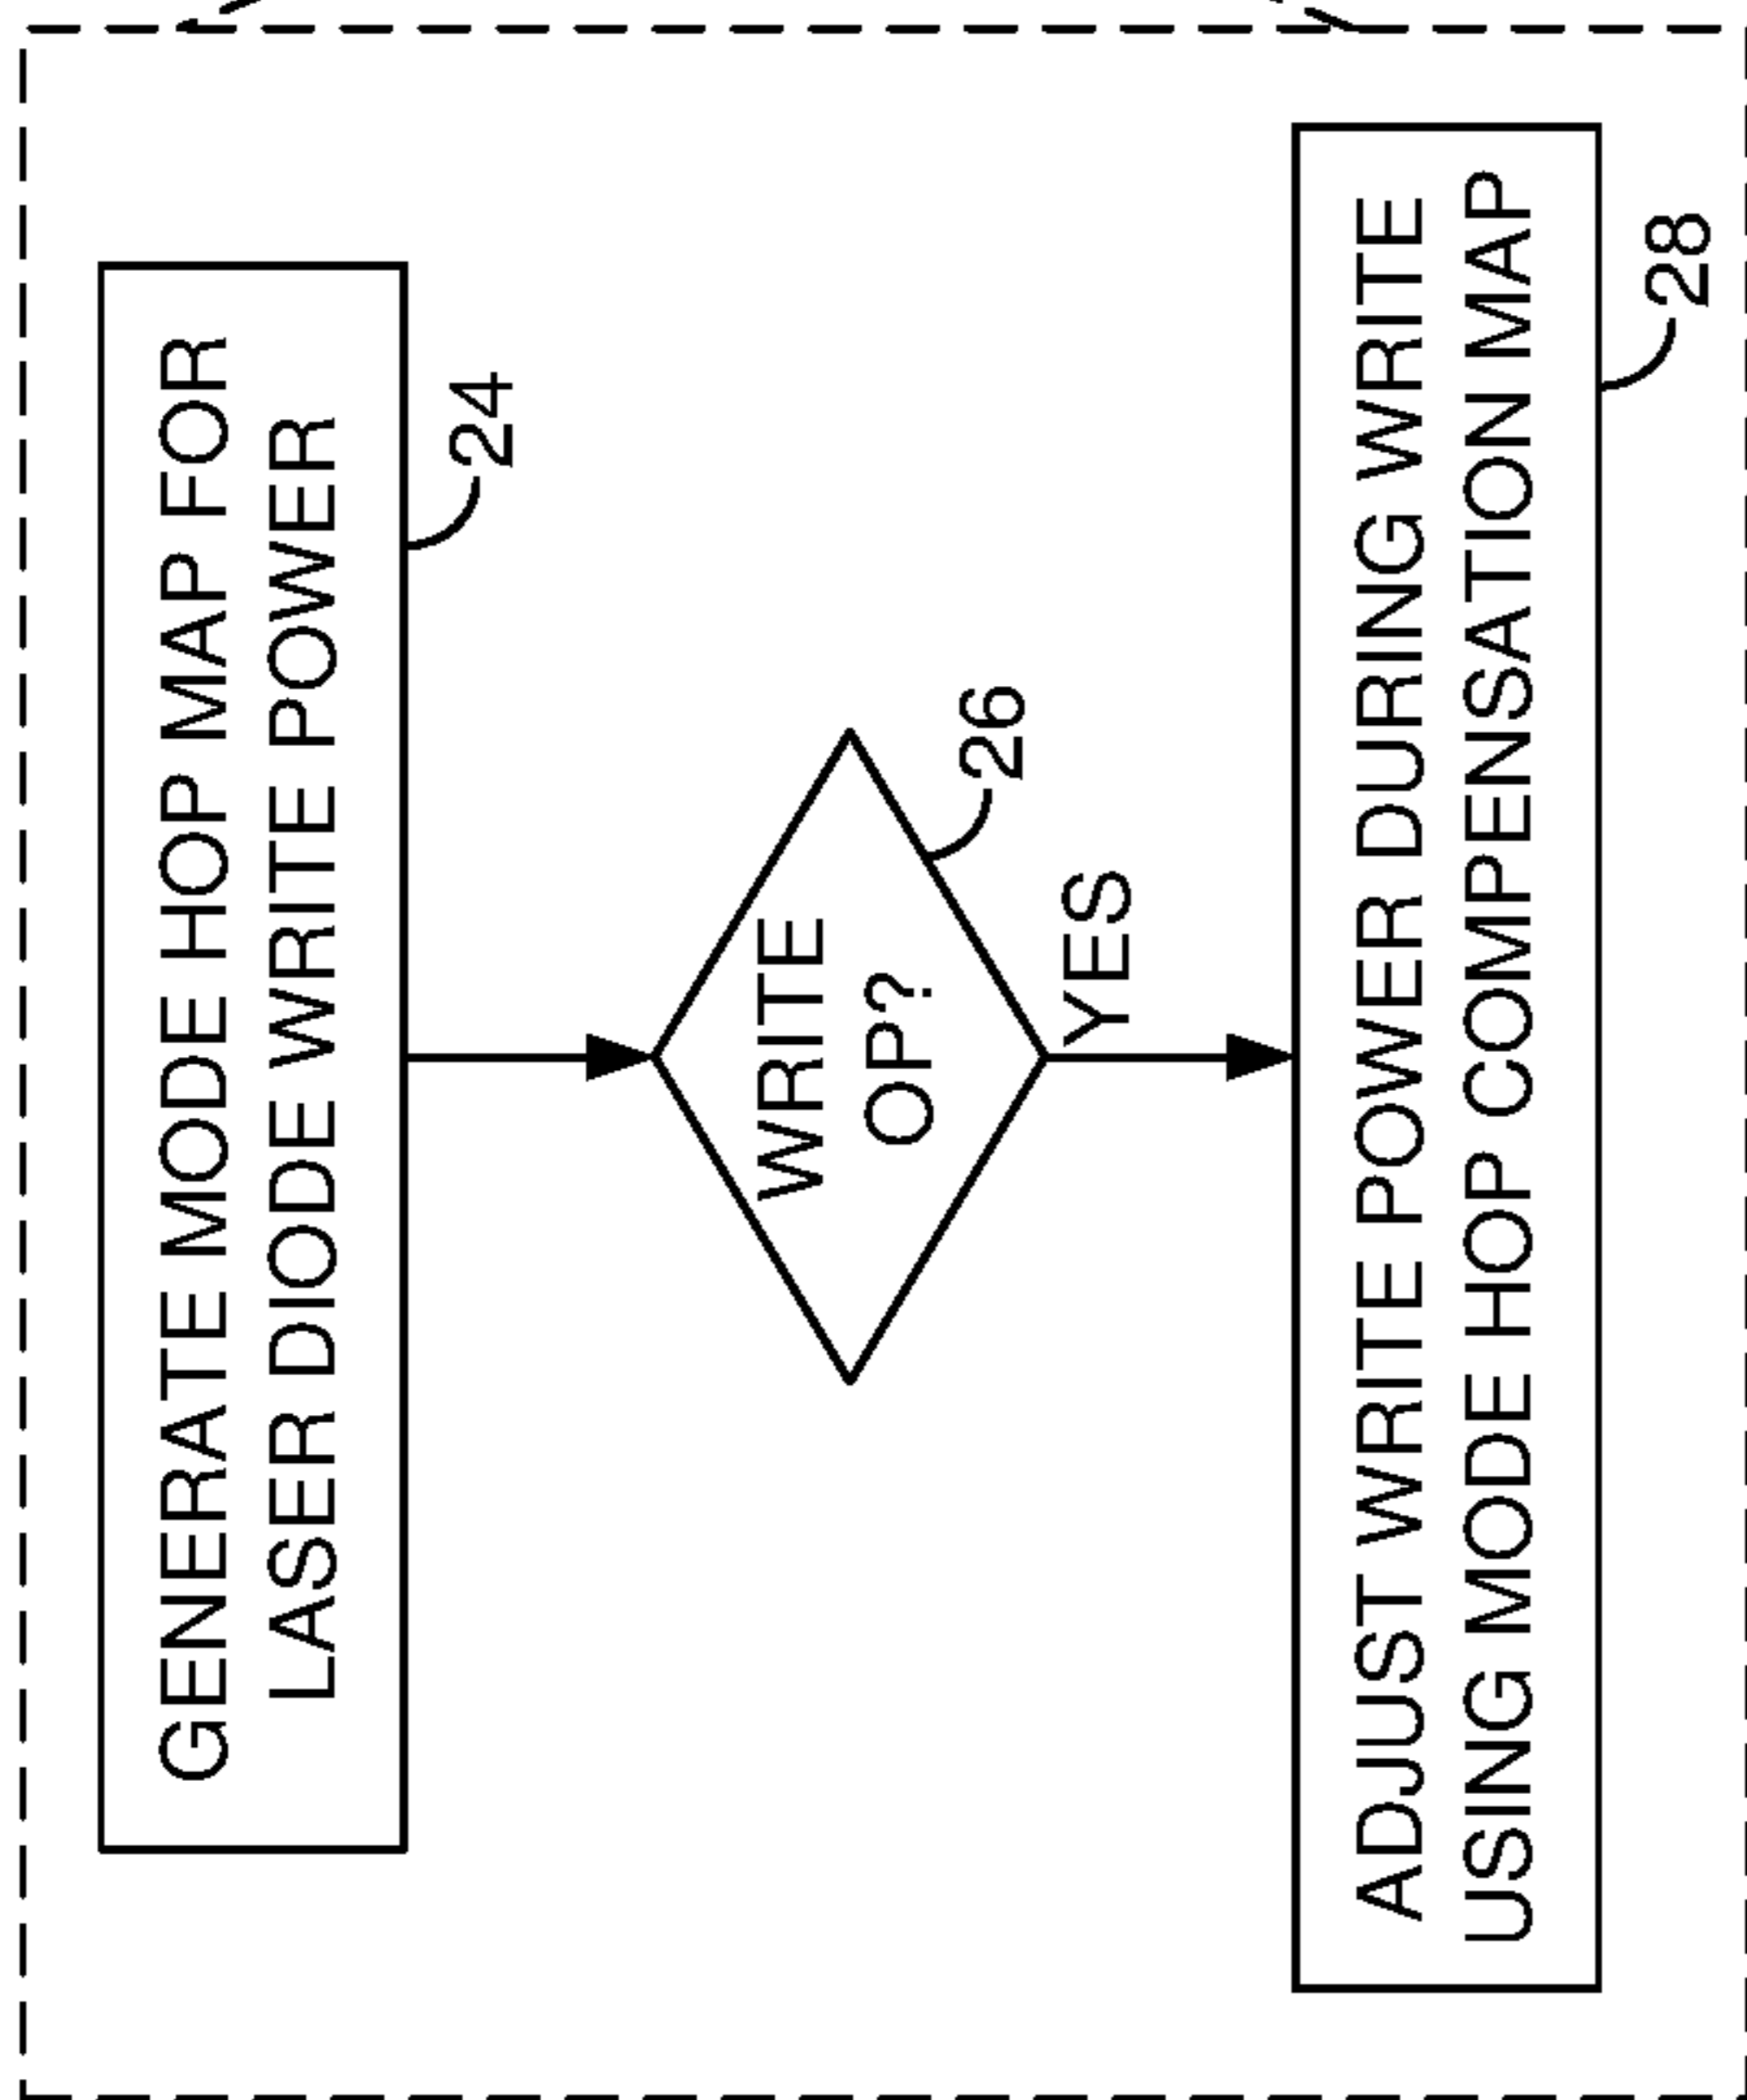 GENERATE MODE HOP MAP FOR
LASER DIODE WRITE POWER
24
WRITE
OP?
26
YES
ADJUST WRITE POWER DURING WRITE
USING MODE HOP COMPENSATION MAP
28